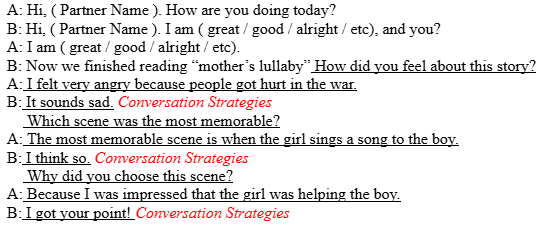 A: Hi, ( Partner Name ). How are you doing today?
B: Hi, ( Partner Name ). I am ( great / good / alright / etc), and you?
A: I am ( great / good / alright / etc).
B: Now we finished reading “mother’s lullaby” How did you feel about this story?
A: I felt very angry because people got hurt in the war.
B: It sounds sad. Conversation Strategies
Which scene was the most memorable?
A: The most memorable scene is when the girl sings a song to the boy.
B: I think so. Conversation Strategies
Why did you choose this scene?
A: Because I was impressed that the girl was helping the boy.
B: I got your point! Conversation Strategies